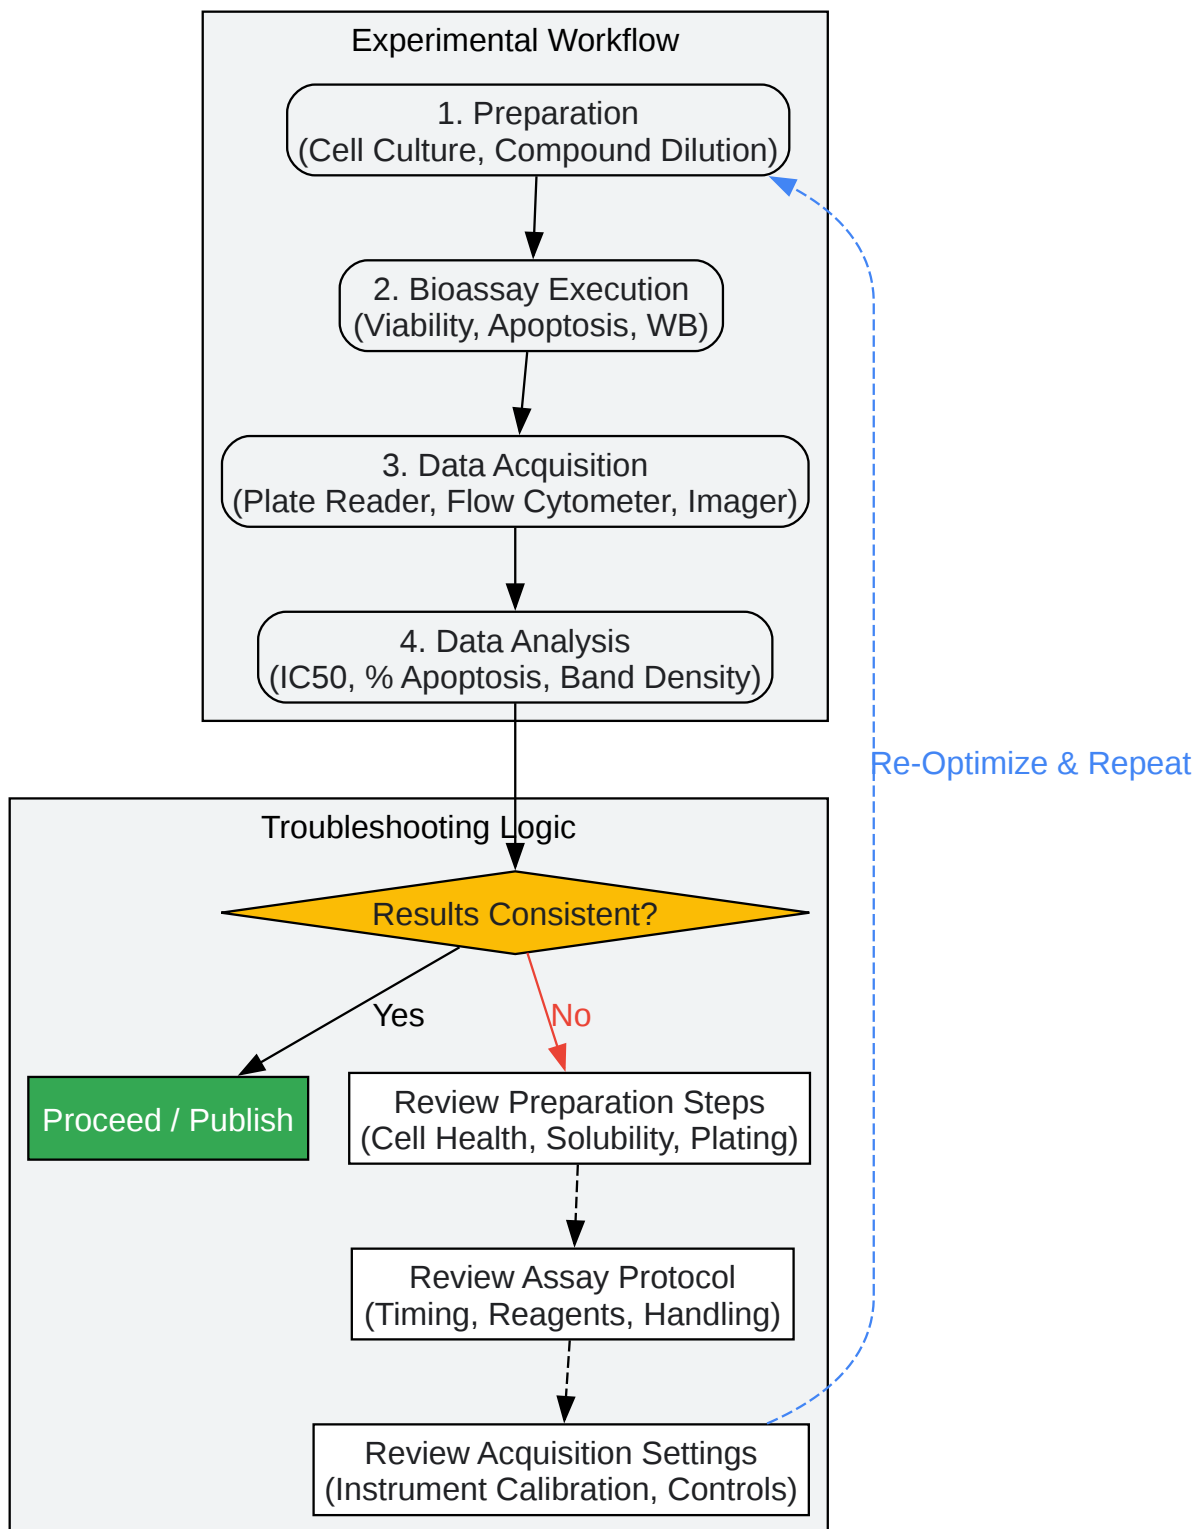 Experimental Workflow
1. Preparation
(Cell Culture, Compound Dilution)
2. Bioassay Execution
(Viability, Apoptosis, WB)
3. Data Acquisition
(Plate Reader, Flow Cytometer, Imager)
4. Data Analysis
(IC50, % Apoptosis, Band Density)
Re-Optimize & Repeat
Troubleshooting Logic
Results Consistent?
Yes
No
Proceed / Publish
Review Preparation Steps
(Cell Health, Solubility, Plating)
Review Assay Protocol
(Timing, Reagents, Handling)
Review Acquisition Settings
(Instrument Calibration, Controls)